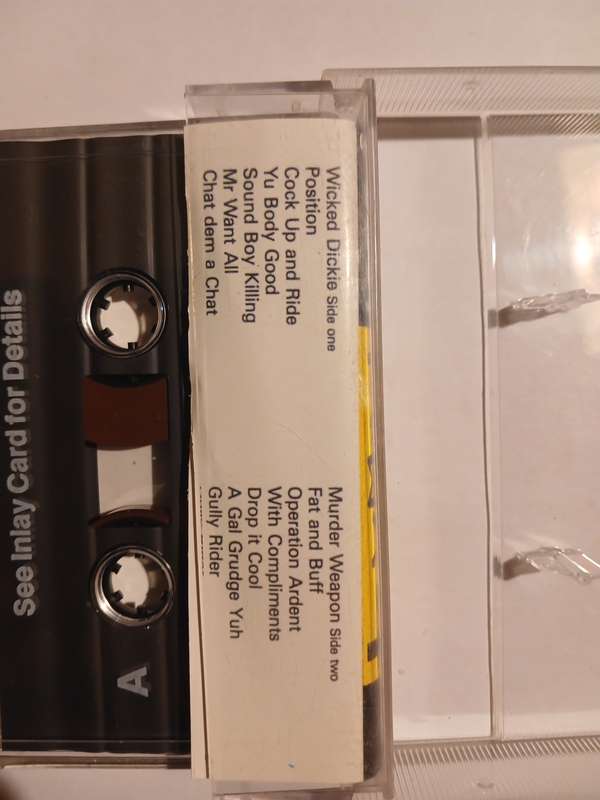 Wicked Dickie Side one
Position
Cock Up and Ride
Yu Body Good
Sound Boy Killing
Mr Want All
Chat dem a Chat
Murder Weapon Side two
Fat and Buff
Operation Ardent
With Compliments
Drop it Cool
A Gal Grudge Yuh
Gully Rider
See Inlay Card for Details
A